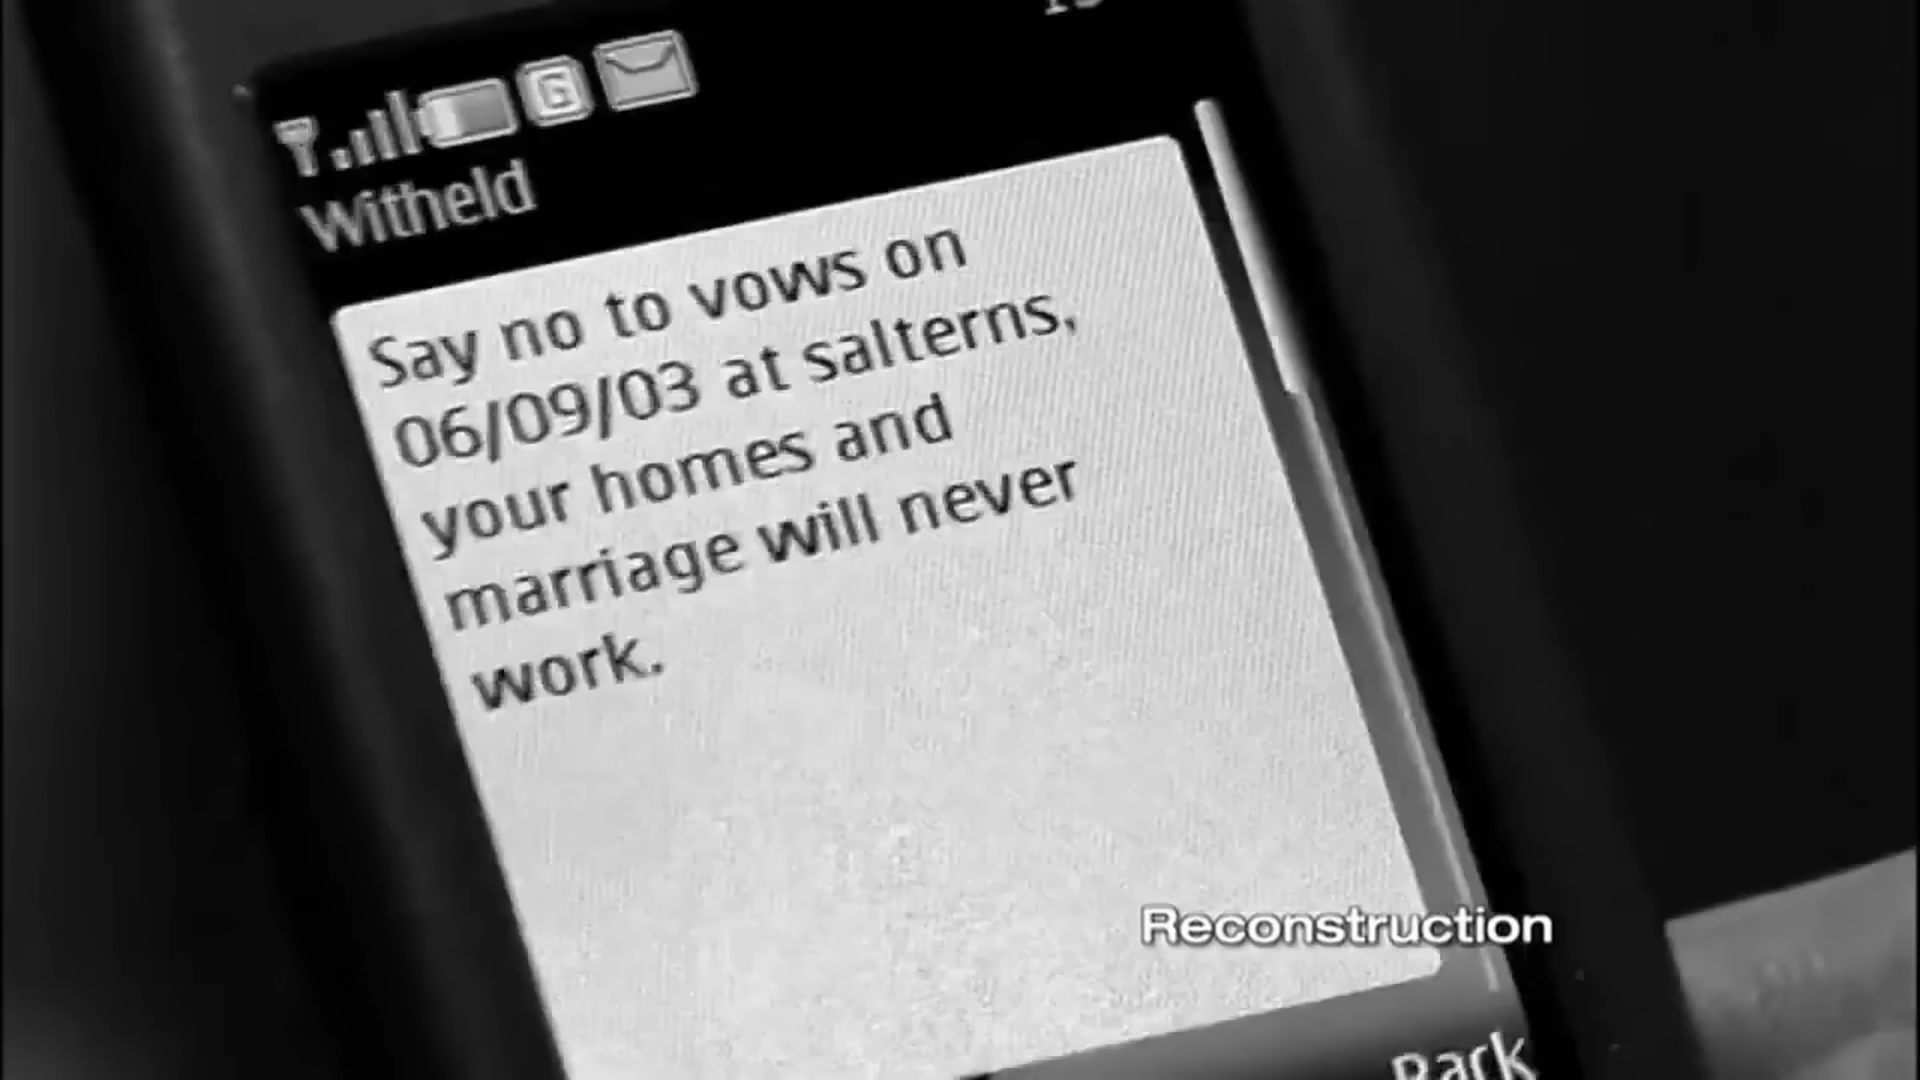 G
Witheld
Say no to vows on
06/09/03 at salterns,
your homes and
marriage will never
work.
Reconstruction
Back